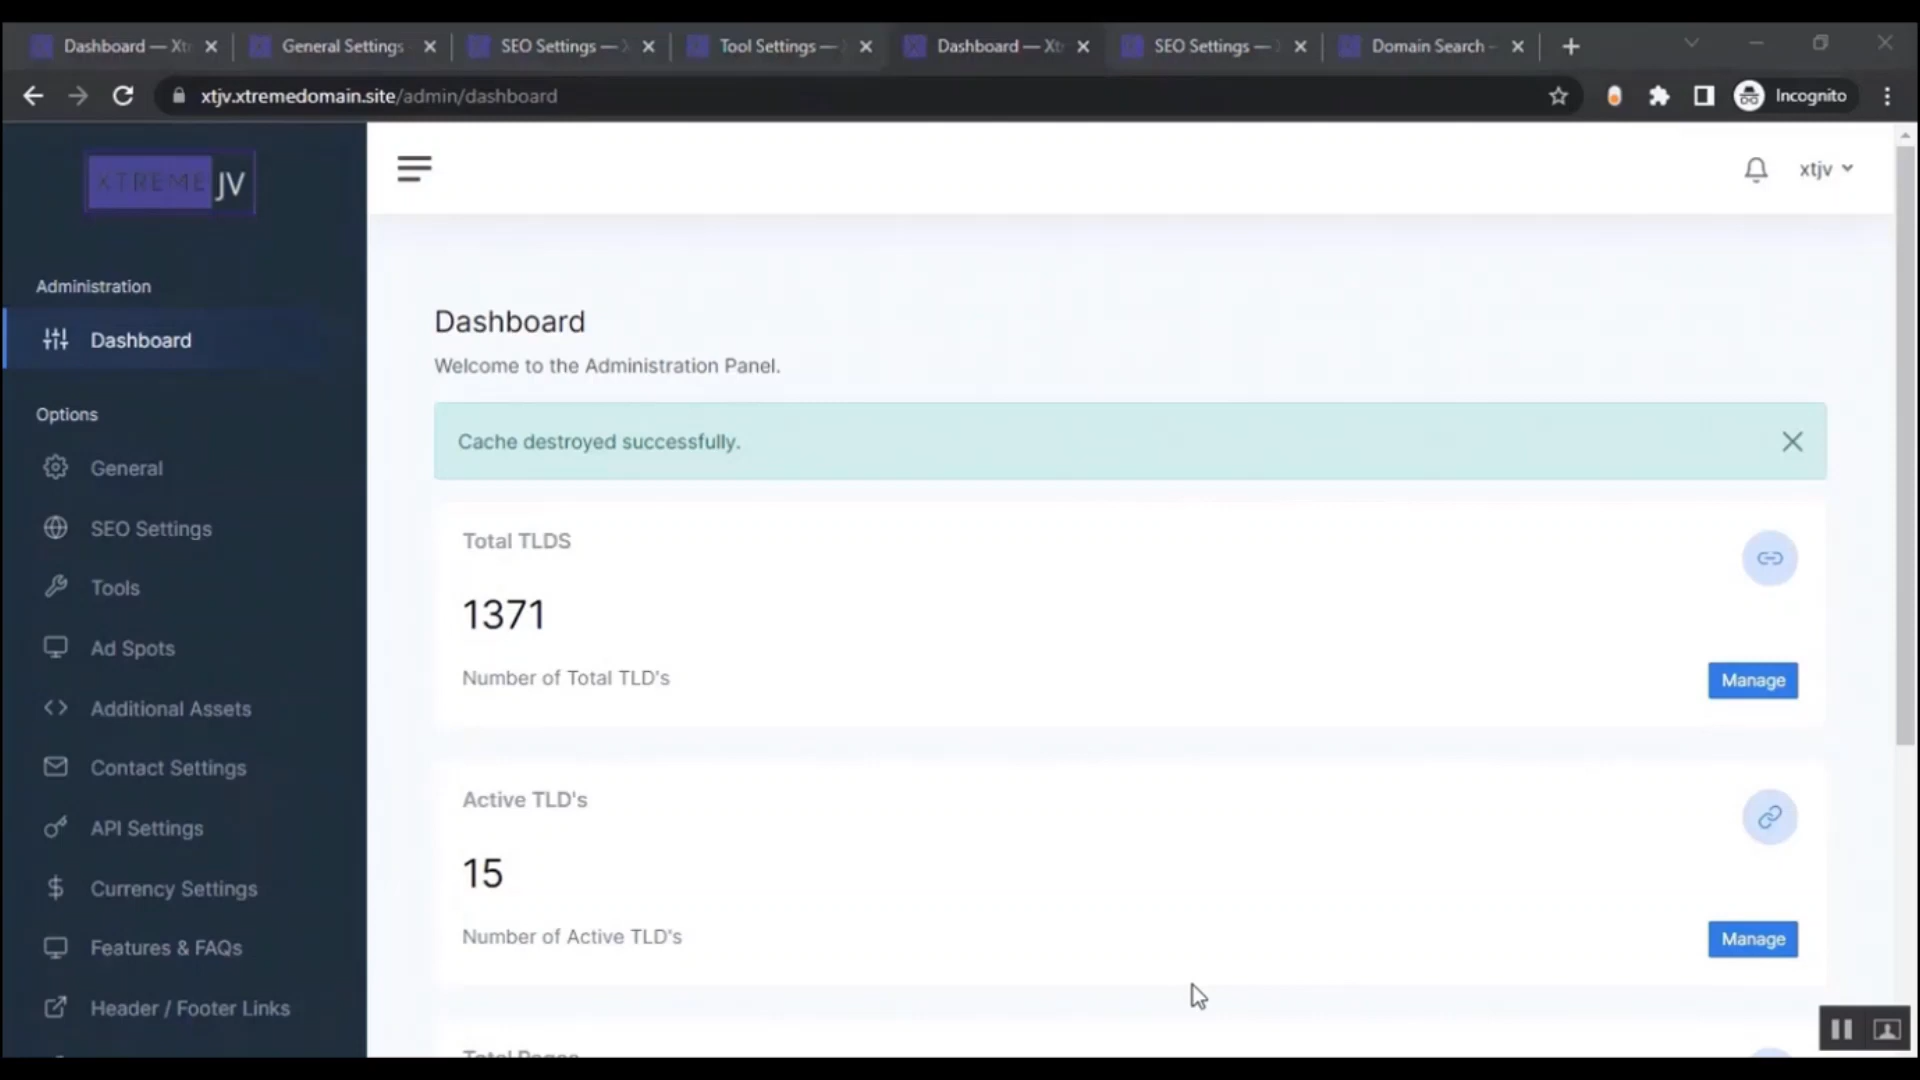 Dashboard — Xt
General Settings
SEO Settings —
Tool Settings —
Dashboard — Xt
SEO Settings —
Domain Search -
xtjv.xtremedomain.site/admin/dashboard
Incognito
XTREME JV
xtjv
Administration
Dashboard
Options
General
SEO Settings
Tools
Ad Spots
Additional Assets
Contact Settings
API Settings
Currency Settings
Features & FAQs
Header / Footer Links
Dashboard
Welcome to the Administration Panel.
Cache destroyed successfully.
Total TLDS
1371
Number of Total TLD's
Manage
Active TLD's
15
Number of Active TLD's
Manage
Total Pages